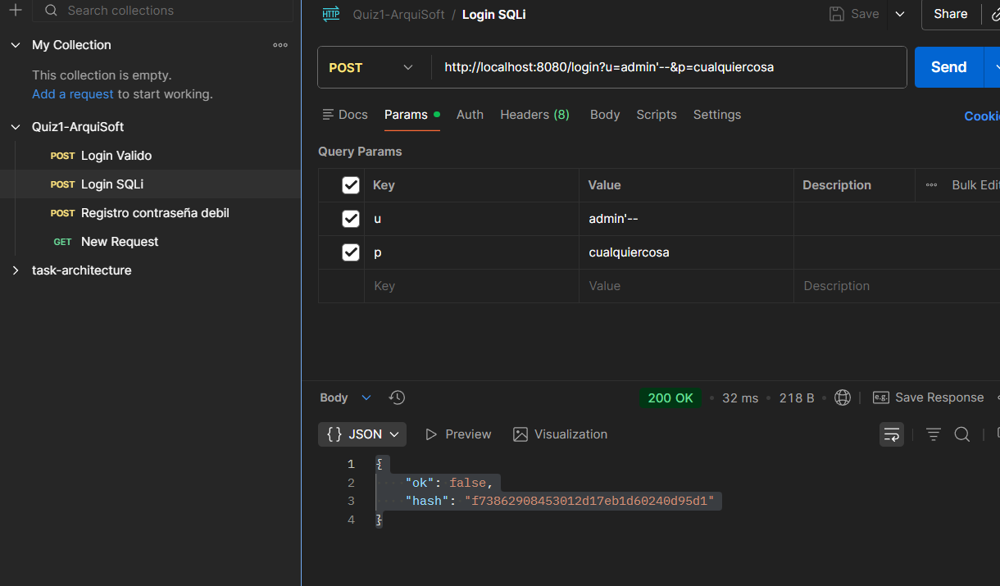 Search collections
Quiz1-ArquiSoft / Login SQLi
Save
Share
My Collection
This collection is empty.
Add a request to start working.
POST
http://localhost:8080/login?u=admin'--&p=cualquiercosa
Send
Docs Params Auth Headers (8) Body Scripts Settings
Quiz1-ArquiSoft
POST Login Valido
POST Login SQLi
POST Registro contraseña debil
GET New Request
task-architecture
Query Params
Key Value Description
u admin'--
p cualquiercosa
Key Value Description
Body
200 OK • 32 ms • 218 B •
e.g. Save Response
{} JSON Preview Visualization
1 {
2 "ok": false,
3 "hash": "f73862908453012d17eb1d60240d95d1"
4 }